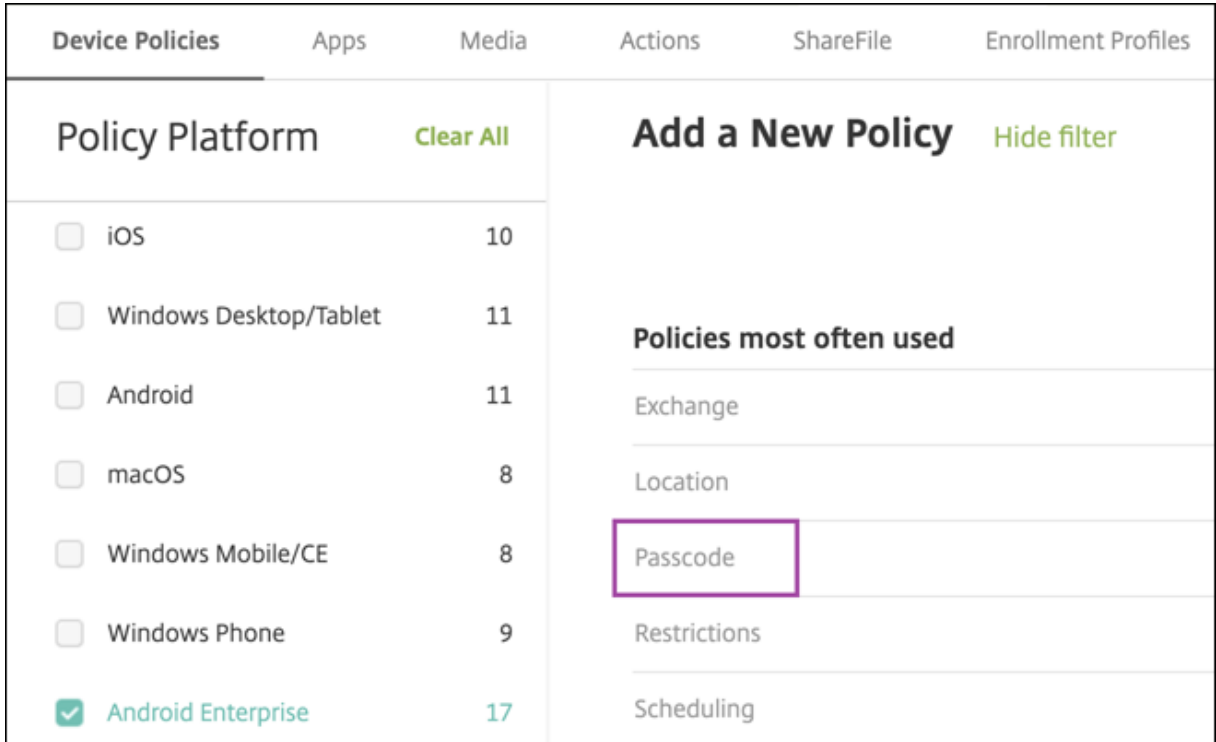 Device Policies Apps Media Actions ShareFile Enrollment Profiles
Policy Platform Clear All
iOS 10
Windows Desktop/Tablet 11
Android 11
macOS 8
Windows Mobile/CE 8
Windows Phone 9
Android Enterprise 17
Add a New Policy Hide filter
Policies most often used
Exchange
Location
Passcode
Restrictions
Scheduling